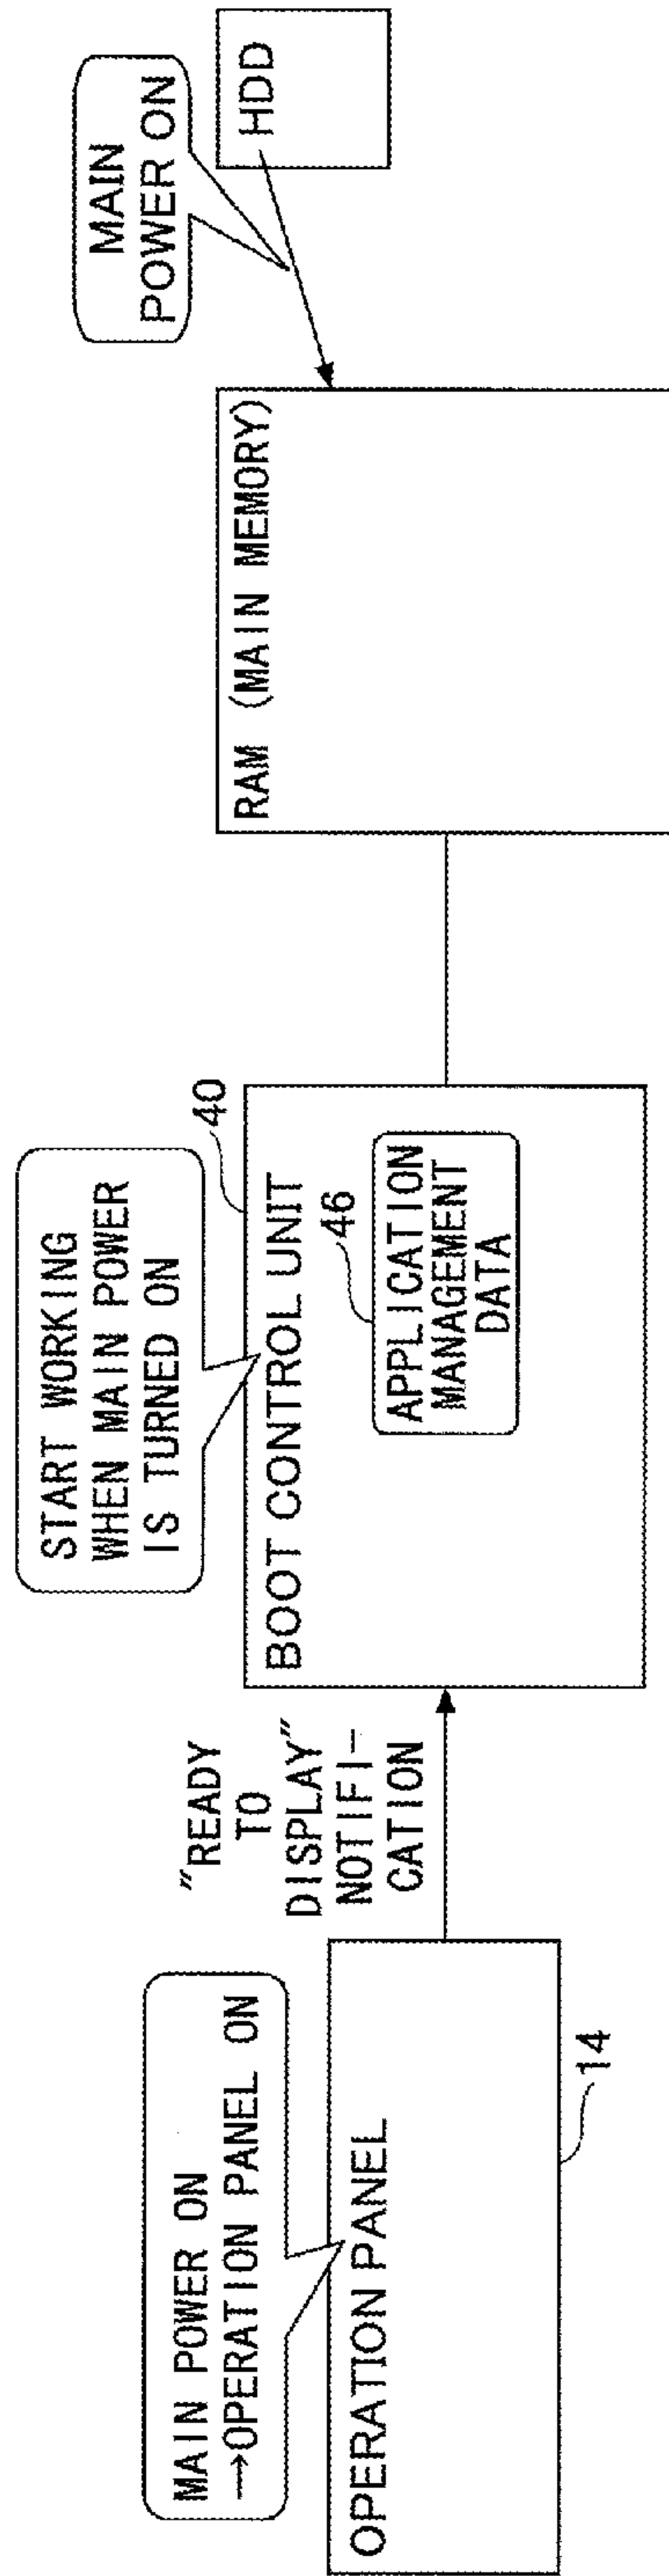 MAIN POWER ON
→OPERATION PANEL ON
OPERATION PANEL
14
"READY
TO
DISPLAY"
NOTIFI-
CATION
START WORKING
WHEN MAIN POWER
IS TURNED ON
40
BOOT CONTROL UNIT
46
APPLICATION
MANAGEMENT
DATA
RAM (MAIN MEMORY)
MAIN
POWER ON
HDD